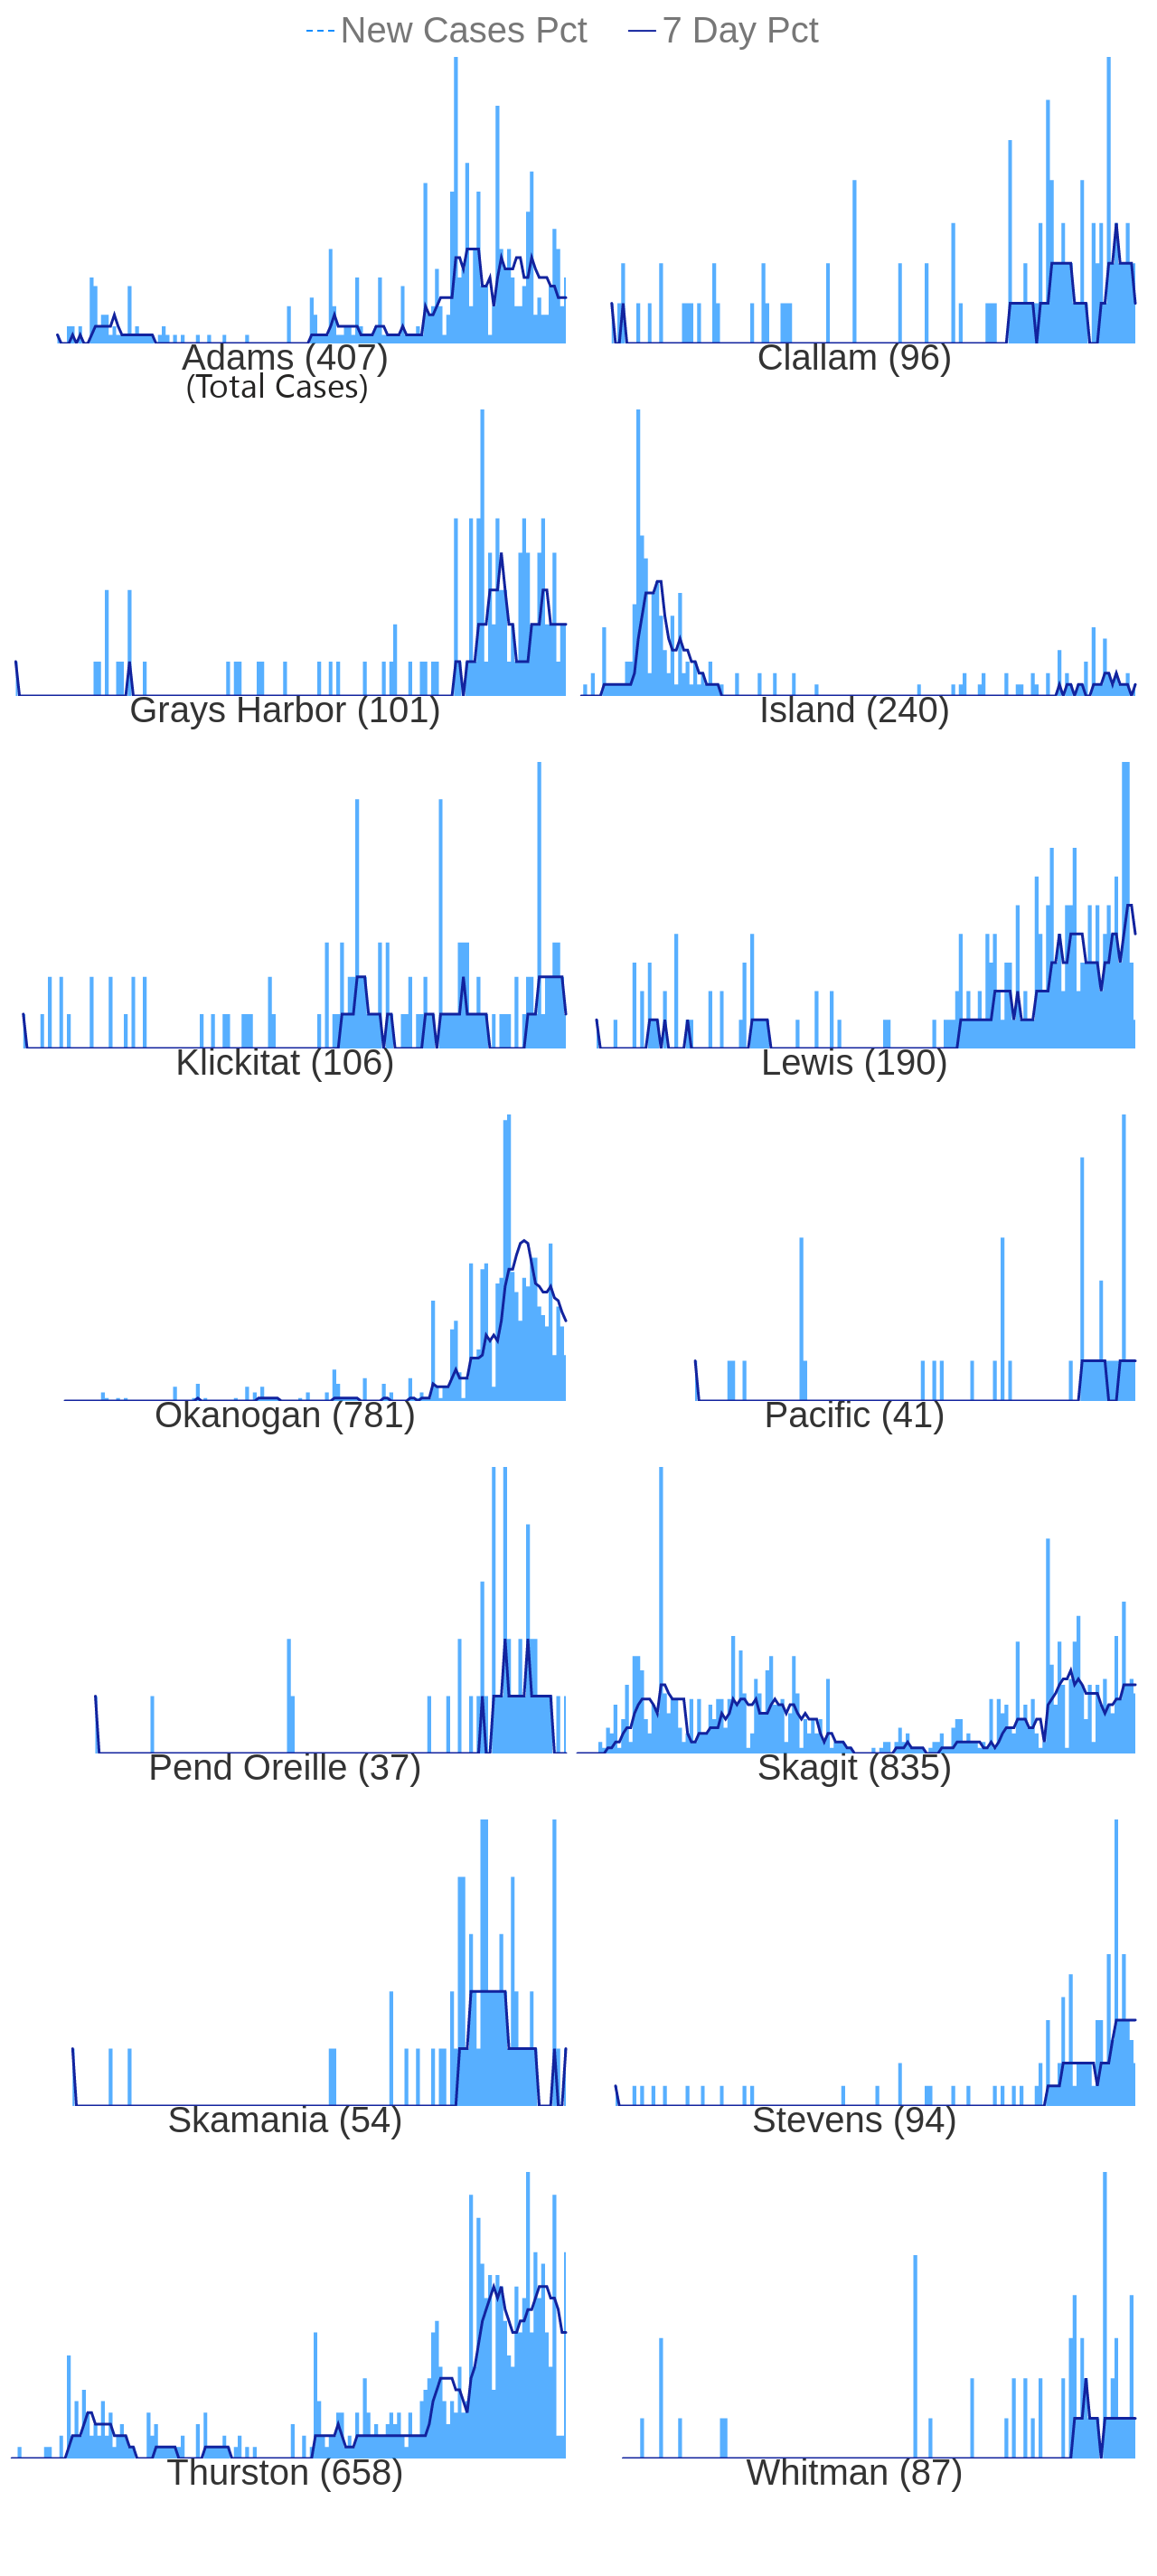 New Cases Pct 7 Day Pct
Adams (407) Clallam (96)
(Total Cases)
Grays Harbor (101) Island (240)
Klickitat (106) Lewis (190)
Okanogan (781) Pacific (41)
Pend Oreille (37) Skagit (835)
Skamania (54) Stevens (94)
Thurston (658) Whitman (87)